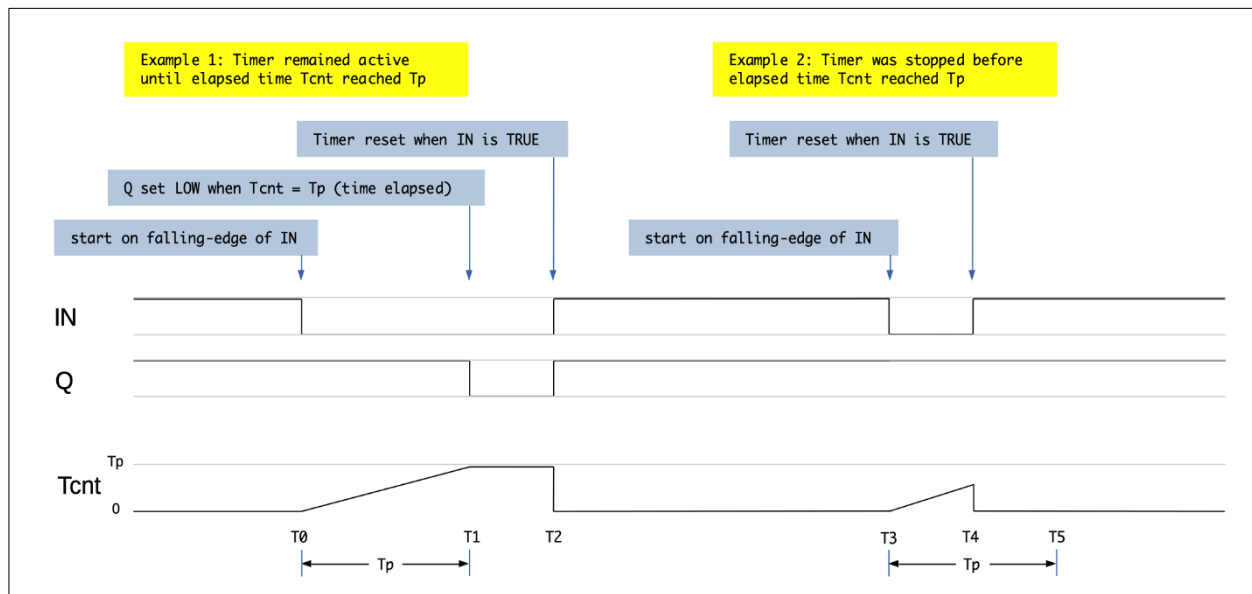 Example 1: Timer remained active
until elapsed time Tcnt reached Tp
Example 2: Timer was stopped before
elapsed time Tcnt reached Tp
Timer reset when IN is TRUE
Timer reset when IN is TRUE
Q set LOW when Tcnt = Tp (time elapsed)
start on falling-edge of IN
start on falling-edge of IN
IN
Q
Tp
Tcnt
0
T0
T1
T2
T3
T4
T5
Tp
Tp